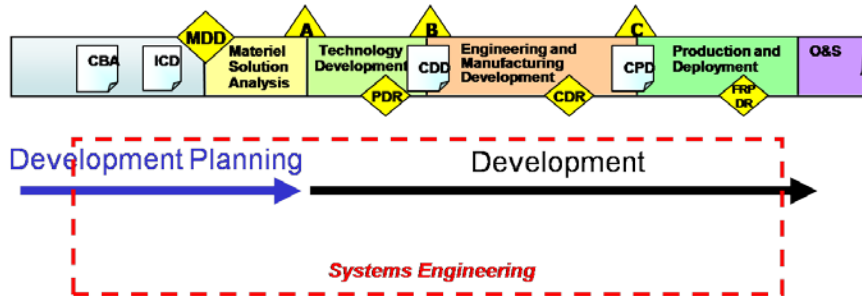 MDD
A
B
C
CBA
ICD
Materiel
Solution
Analysis
Technology
Development
PDR
CDD
Engineering and
Manufacturing
Development
CDR
CPD
Production and
Deployment
FRP
DR
O&S
Development Planning
Development
Systems Engineering